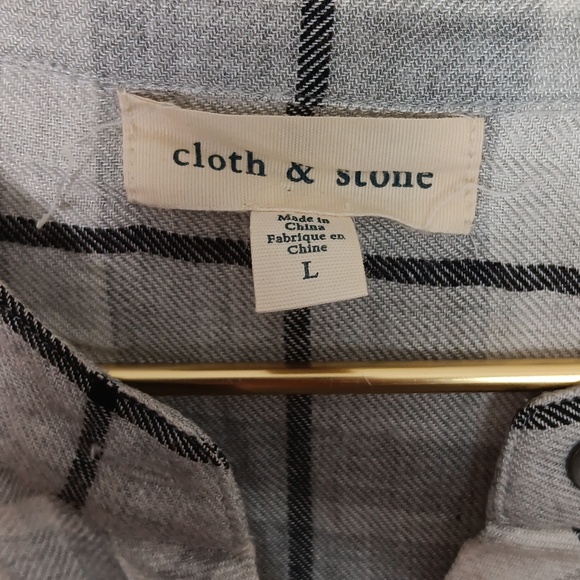 cloth & stone
Made in
China
Fabrique en
Chine
L